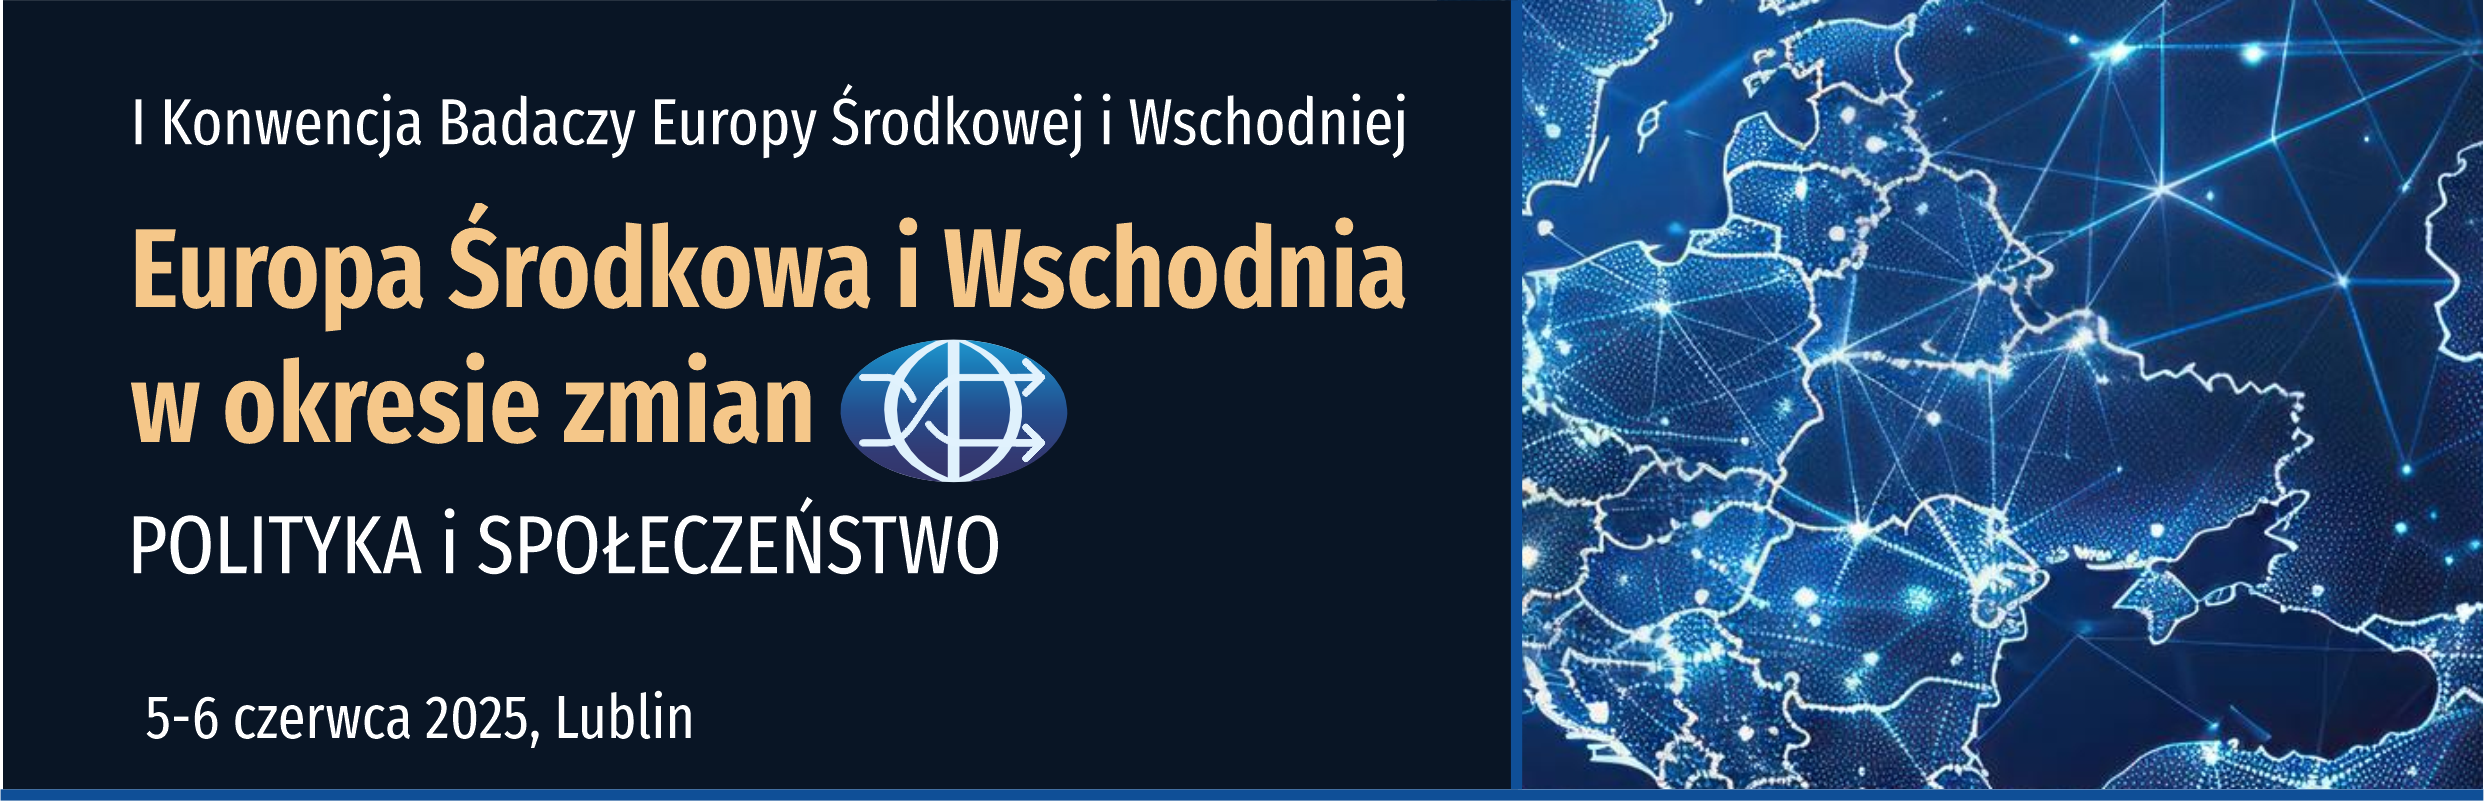 I Konwencja Badaczy Europy Środkowej i Wschodniej
Europa Środkowa i Wschodnia
w okresie zmian
POLITYKA i SPOŁECZEŃSTWO
5-6 czerwca 2025, Lublin